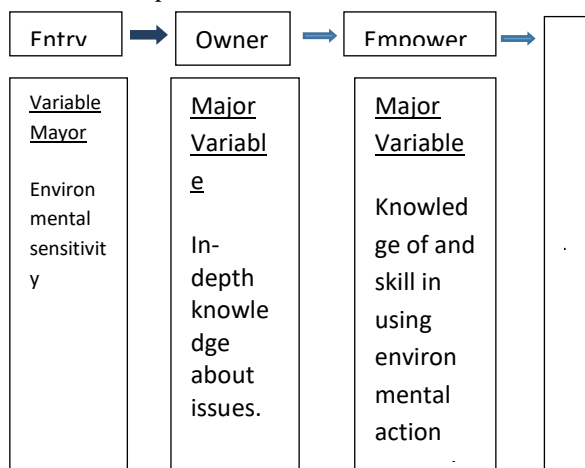 Entry
Owner
Empower
Variable
Mayor
Environ
mental
sensitivit
y
Major
Variabl
e
In-
depth
knowle
dge
about
issues.
Major
Variable
Knowled
ge of and
skill in
using
environ
mental
action
.